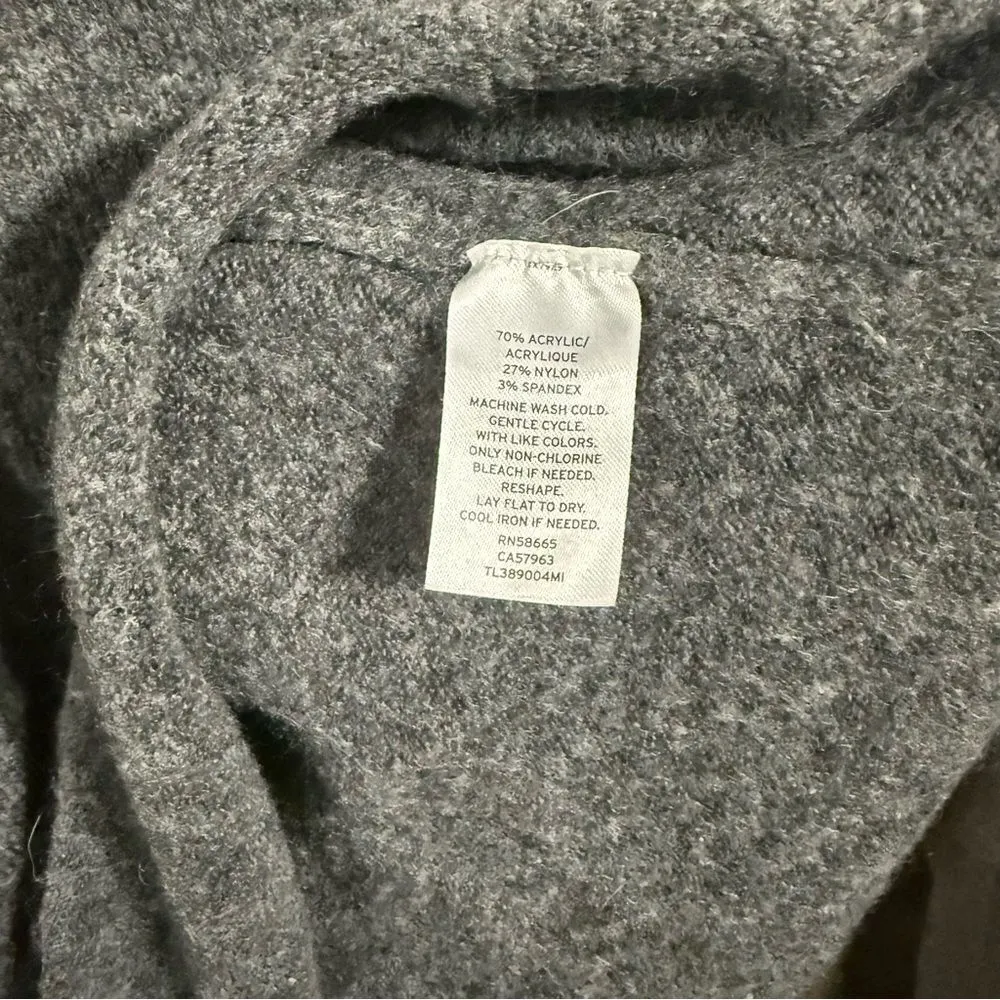 70% ACRYLIC/
ACRYLIQUE
27% NYLON
3% SPANDEX
MACHINE WASH COLD.
GENTLE CYCLE.
WITH LIKE COLORS.
ONLY NON-CHLORINE
BLEACH IF NEEDED.
RESHAPE.
LAY FLAT TO DRY.
COOL IRON IF NEEDED.
RN58665
CA57963
TL389004MI